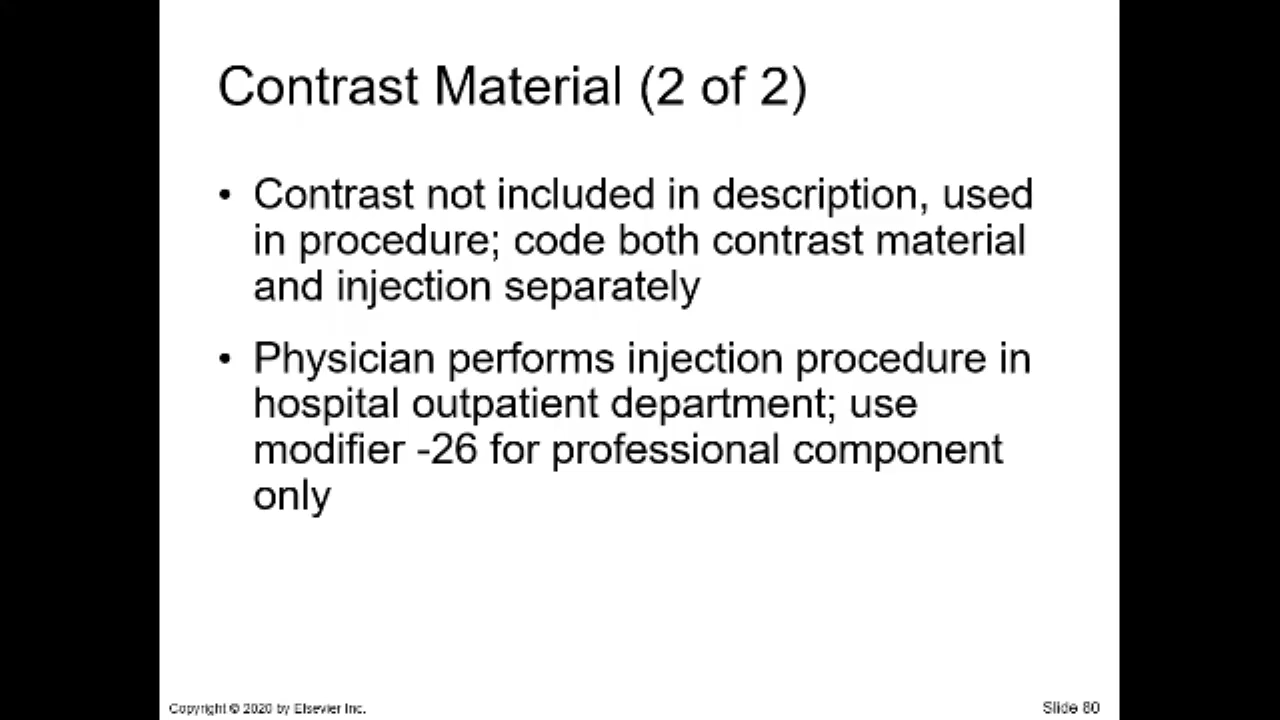 Contrast Material (2 of 2)
• Contrast not included in description, used
in procedure; code both contrast material
and injection separately
• Physician performs injection procedure in
hospital outpatient department; use
modifier -26 for professional component
only
Copyright © 2020 by Elsevier Inc.
Slide 80